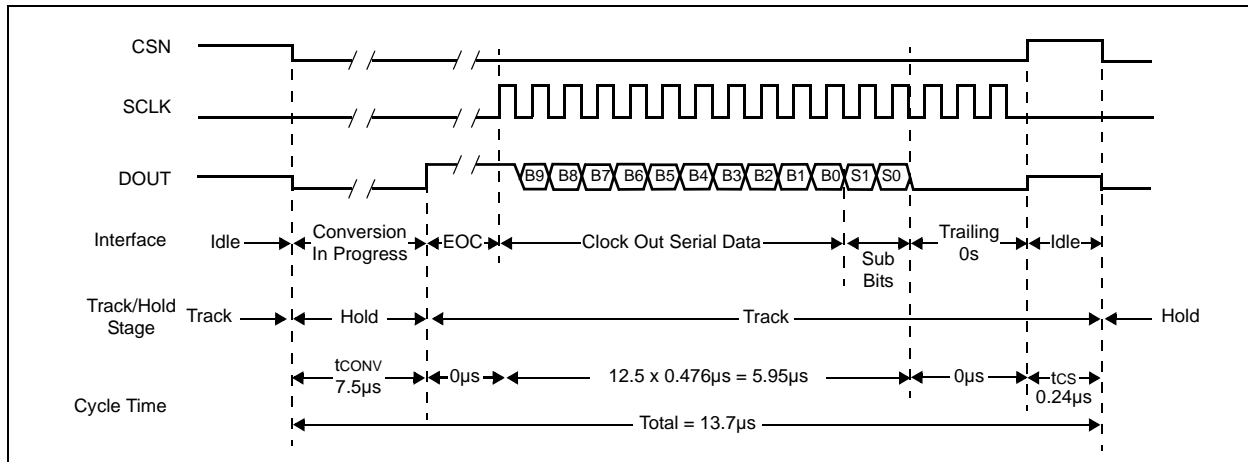 CSN
SCLK
DOUT
B9 B8 B7 B6 B5 B4 B3 B2 B1 B0 S1 S0
Interface Idle Conversion In Progress EOC Clock Out Serial Data Sub Bits Trailing 0s Idle
Track/Hold Stage Track Hold Track Hold
Cycle Time
tCONV 7.5µs 0µs 12.5 x 0.476µs = 5.95µs 0µs tCS 0.24µs
Total = 13.7µs